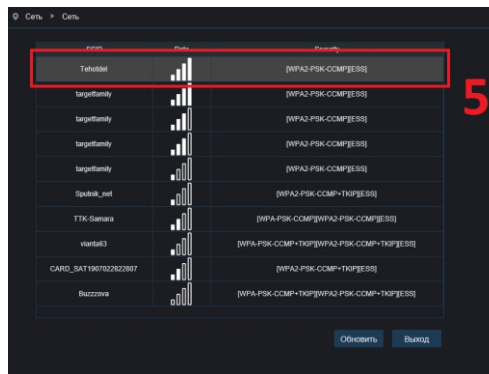 Сеть ▸ Сеть
SSID Rate Security
Tehotdel [WPA2-PSK-CCMP][ESS]
targetfamily [WPA2-PSK-CCMP][ESS]
targetfamily [WPA2-PSK-CCMP][ESS]
targetfamily [WPA2-PSK-CCMP][ESS]
targetfamily [WPA2-PSK-CCMP][ESS]
Sputnik_net [WPA2-PSK-CCMP+TKIP][ESS]
TTK-Samara [WPA-PSK-CCMP][WPA2-PSK-CCMP][ESS]
vianta63 [WPA-PSK-CCMP+TKIP][WPA2-PSK-CCMP+TKIP][ESS]
CARD_SAT1907022822807 [WPA2-PSK-CCMP+TKIP][ESS]
Buzzzova [WPA-PSK-CCMP+TKIP][WPA2-PSK-CCMP+TKIP][ESS]
5
Обновить Выход